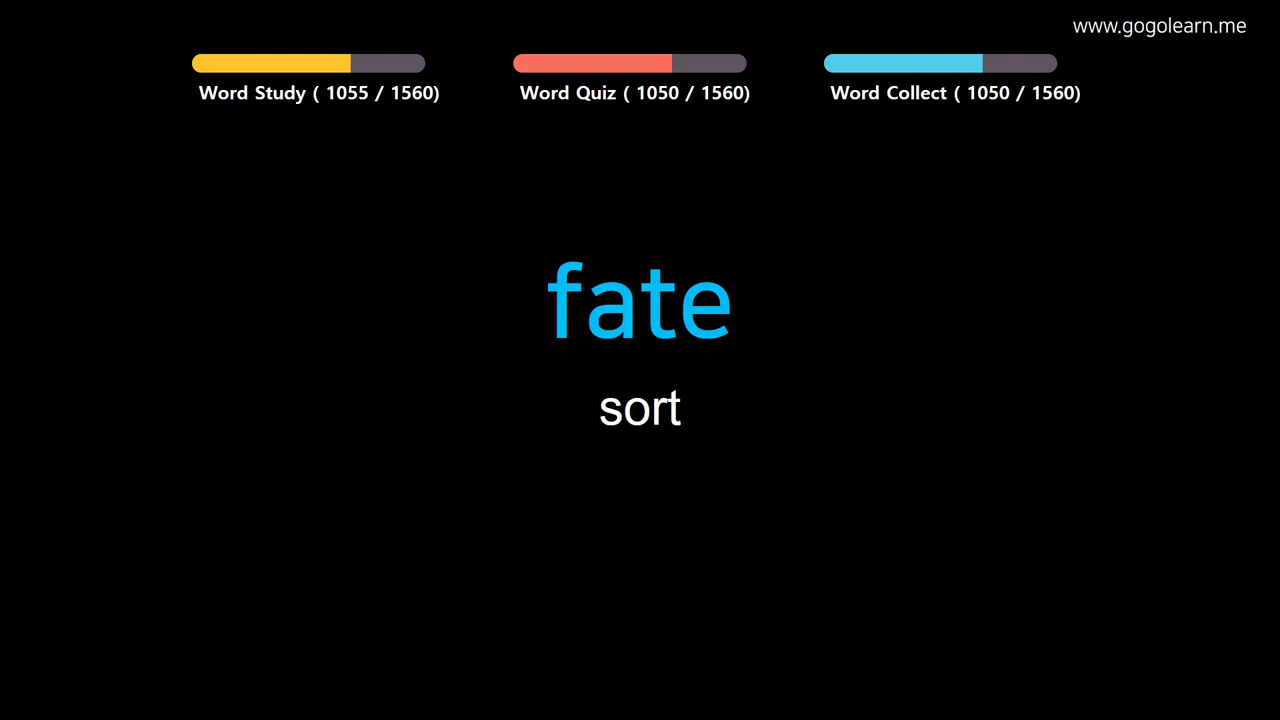 www.gogolearn.me
Word Study ( 1055 / 1560)
Word Quiz ( 1050 / 1560)
Word Collect ( 1050 / 1560)
fate
sort